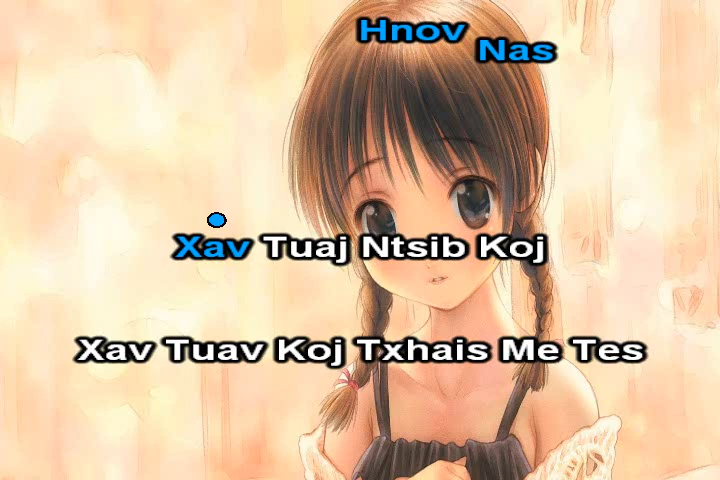 Hnov
Nas
Xav Tuaj Ntsib Koj
Xav Tuav Koj Txhais Me Tes